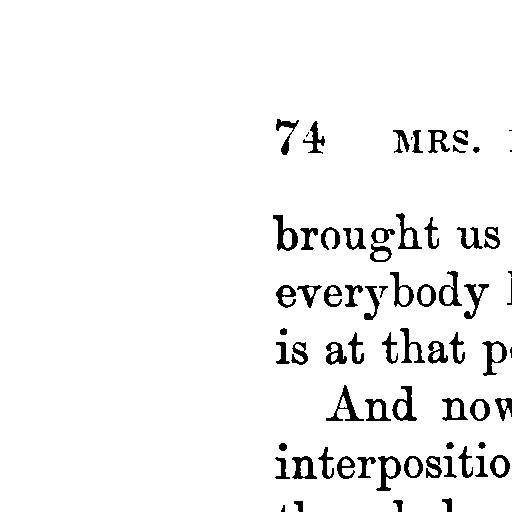 74 MRS.
brought us
everybody
is at that
And now
interpositio